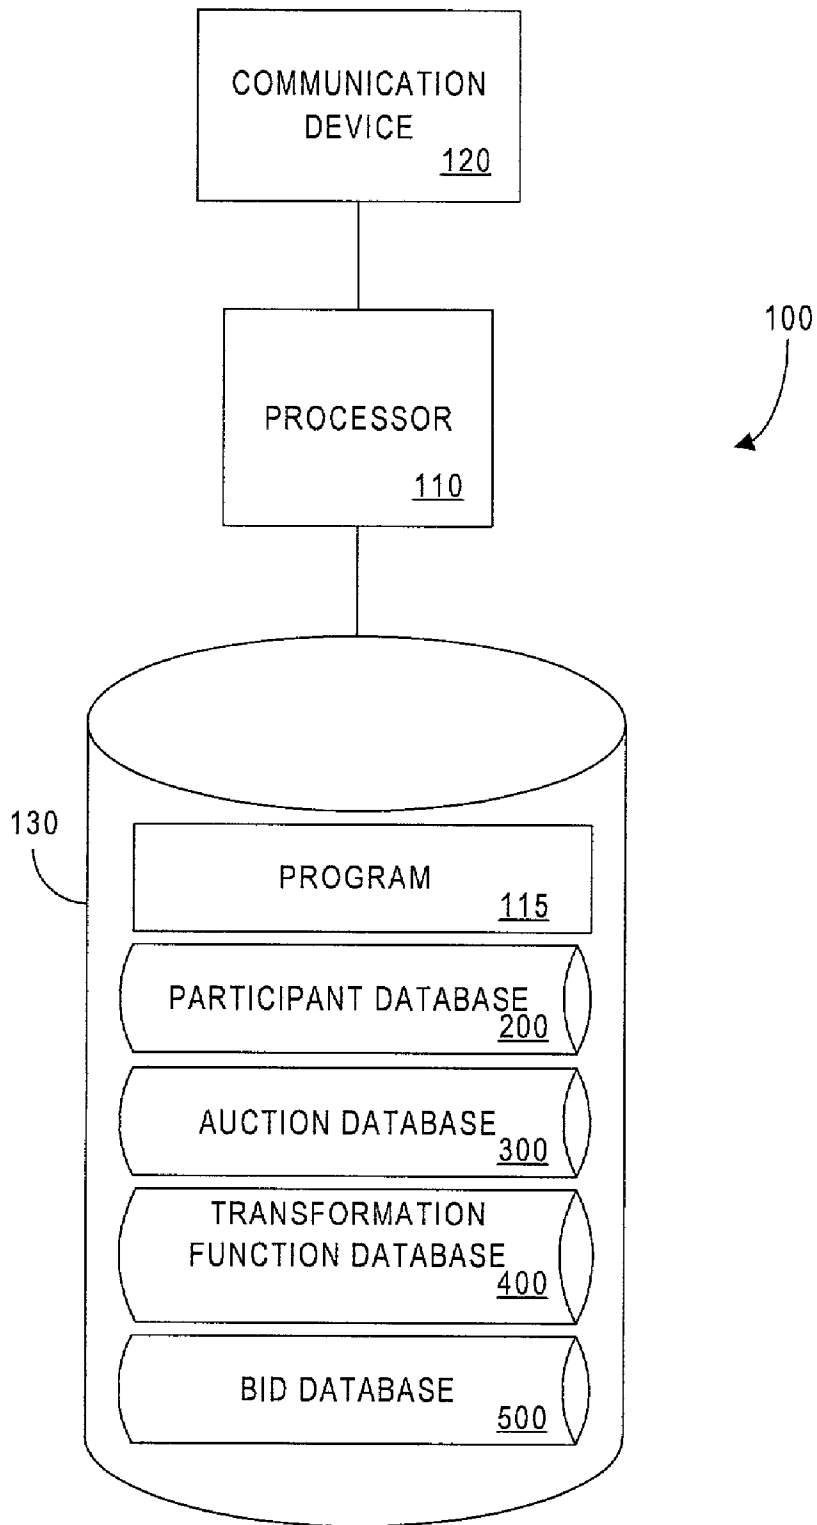 COMMUNICATION
DEVICE
120
100
PROCESSOR
110
130
PROGRAM
115
PARTICIPANT DATABASE
200
AUCTION DATABASE
300
TRANSFORMATION
FUNCTION DATABASE
400
BID DATABASE
500